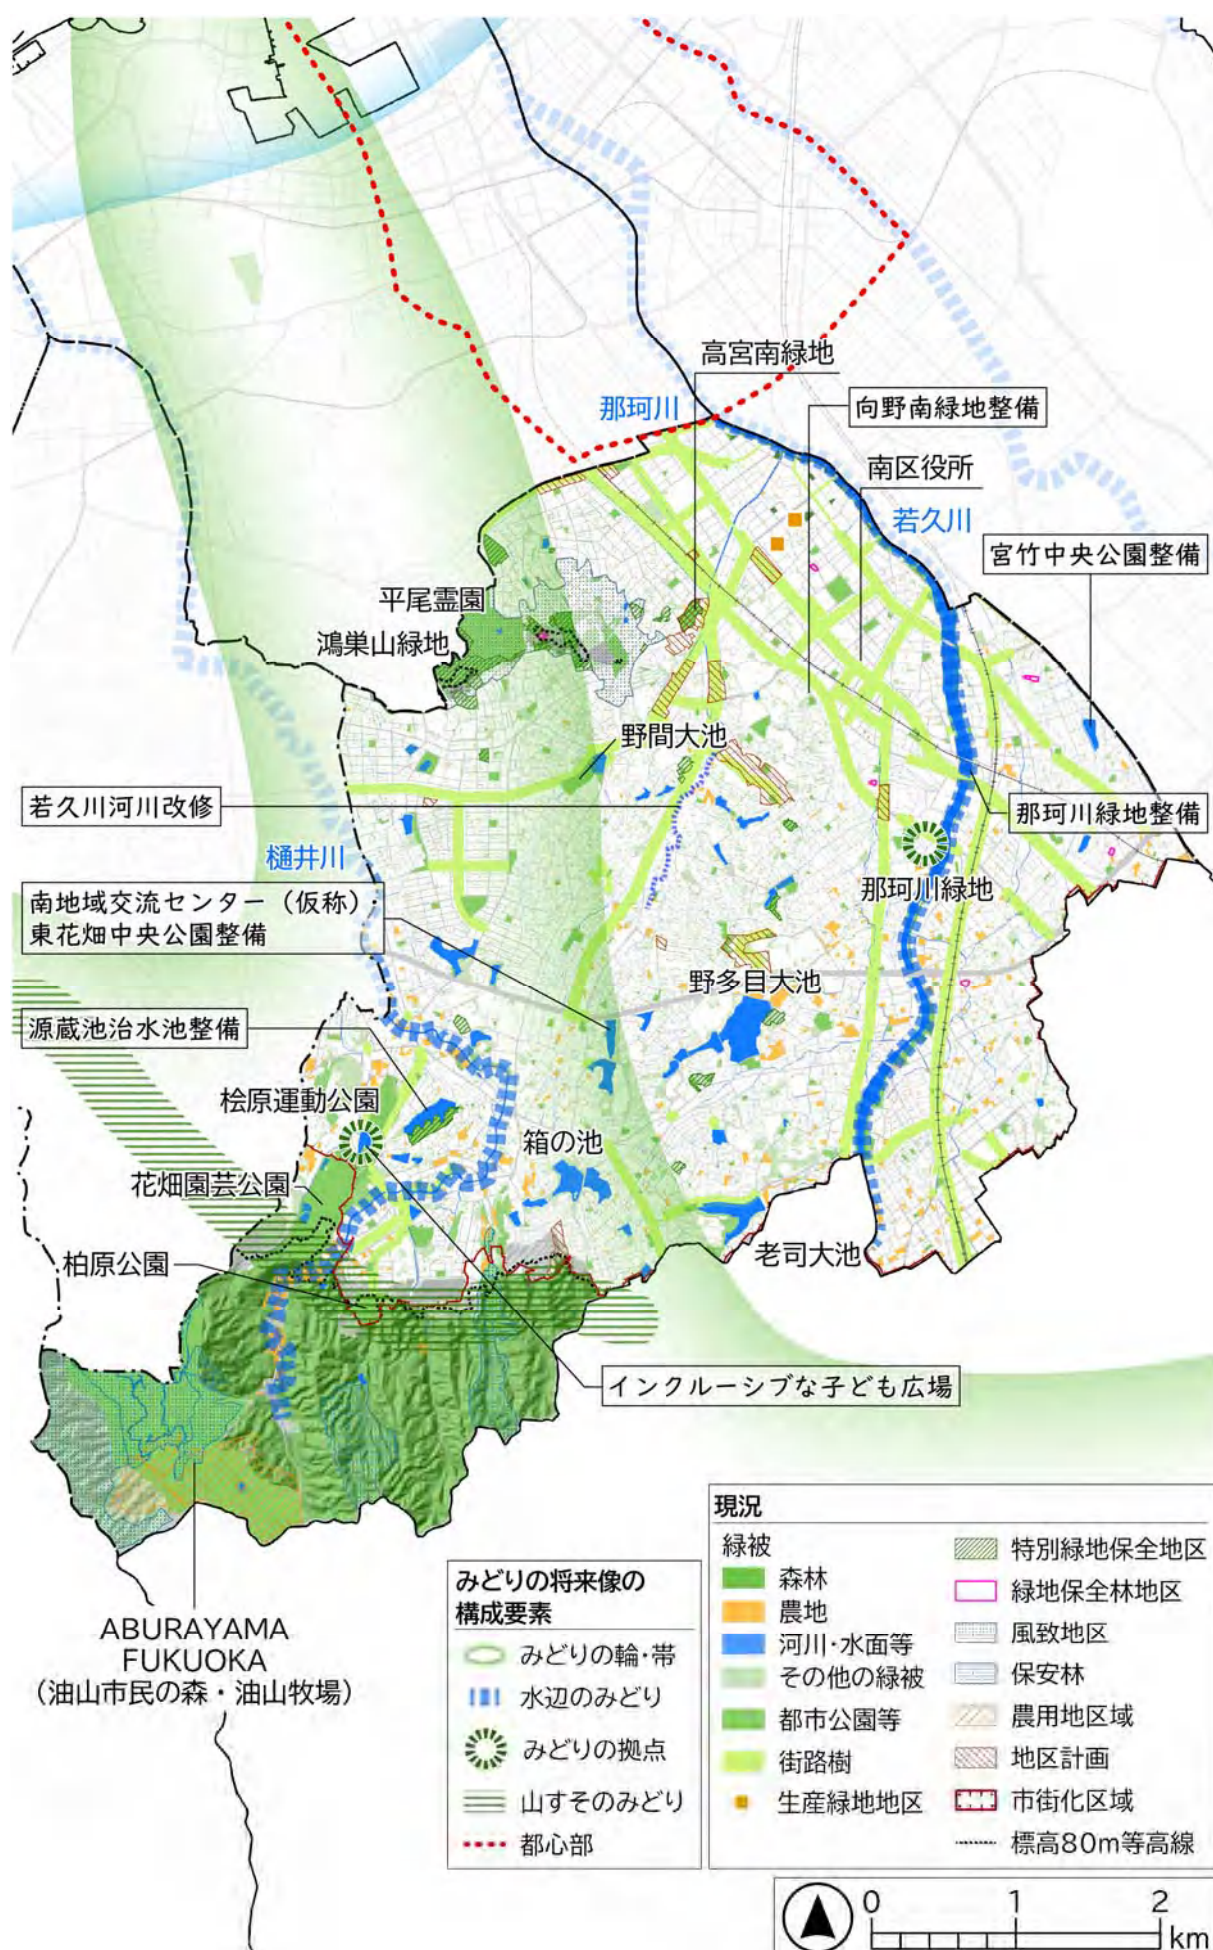 高宮南緑地
那珂川
向野南緑地整備
南区役所
若久川
宮竹中央公園整備
平尾霊園
鴻巣山緑地
野間大池
若久川河川改修
那珂川緑地整備
樋井川
那珂川緑地
南地域交流センター（仮称）
東花畑中央公園整備
野多目大池
源蔵池治水池整備
桧原運動公園
箱の池
花畑園芸公園
柏原公園
老司大池
インクルーシブな子ども広場
ABURAYAMA
FUKUOKA
（油山市民の森・油山牧場）
みどりの将来像の
構成要素
みどりの輪・帯
水辺のみどり
みどりの拠点
山すそのみどり
都心部
現況
緑被
森林
農地
河川・水面等
その他の緑被
都市公園等
街路樹
生産緑地地区
特別緑地保全地区
緑地保全林地区
風致地区
保安林
農用地区域
地区計画
市街化区域
標高80m等高線
0 1 2
km